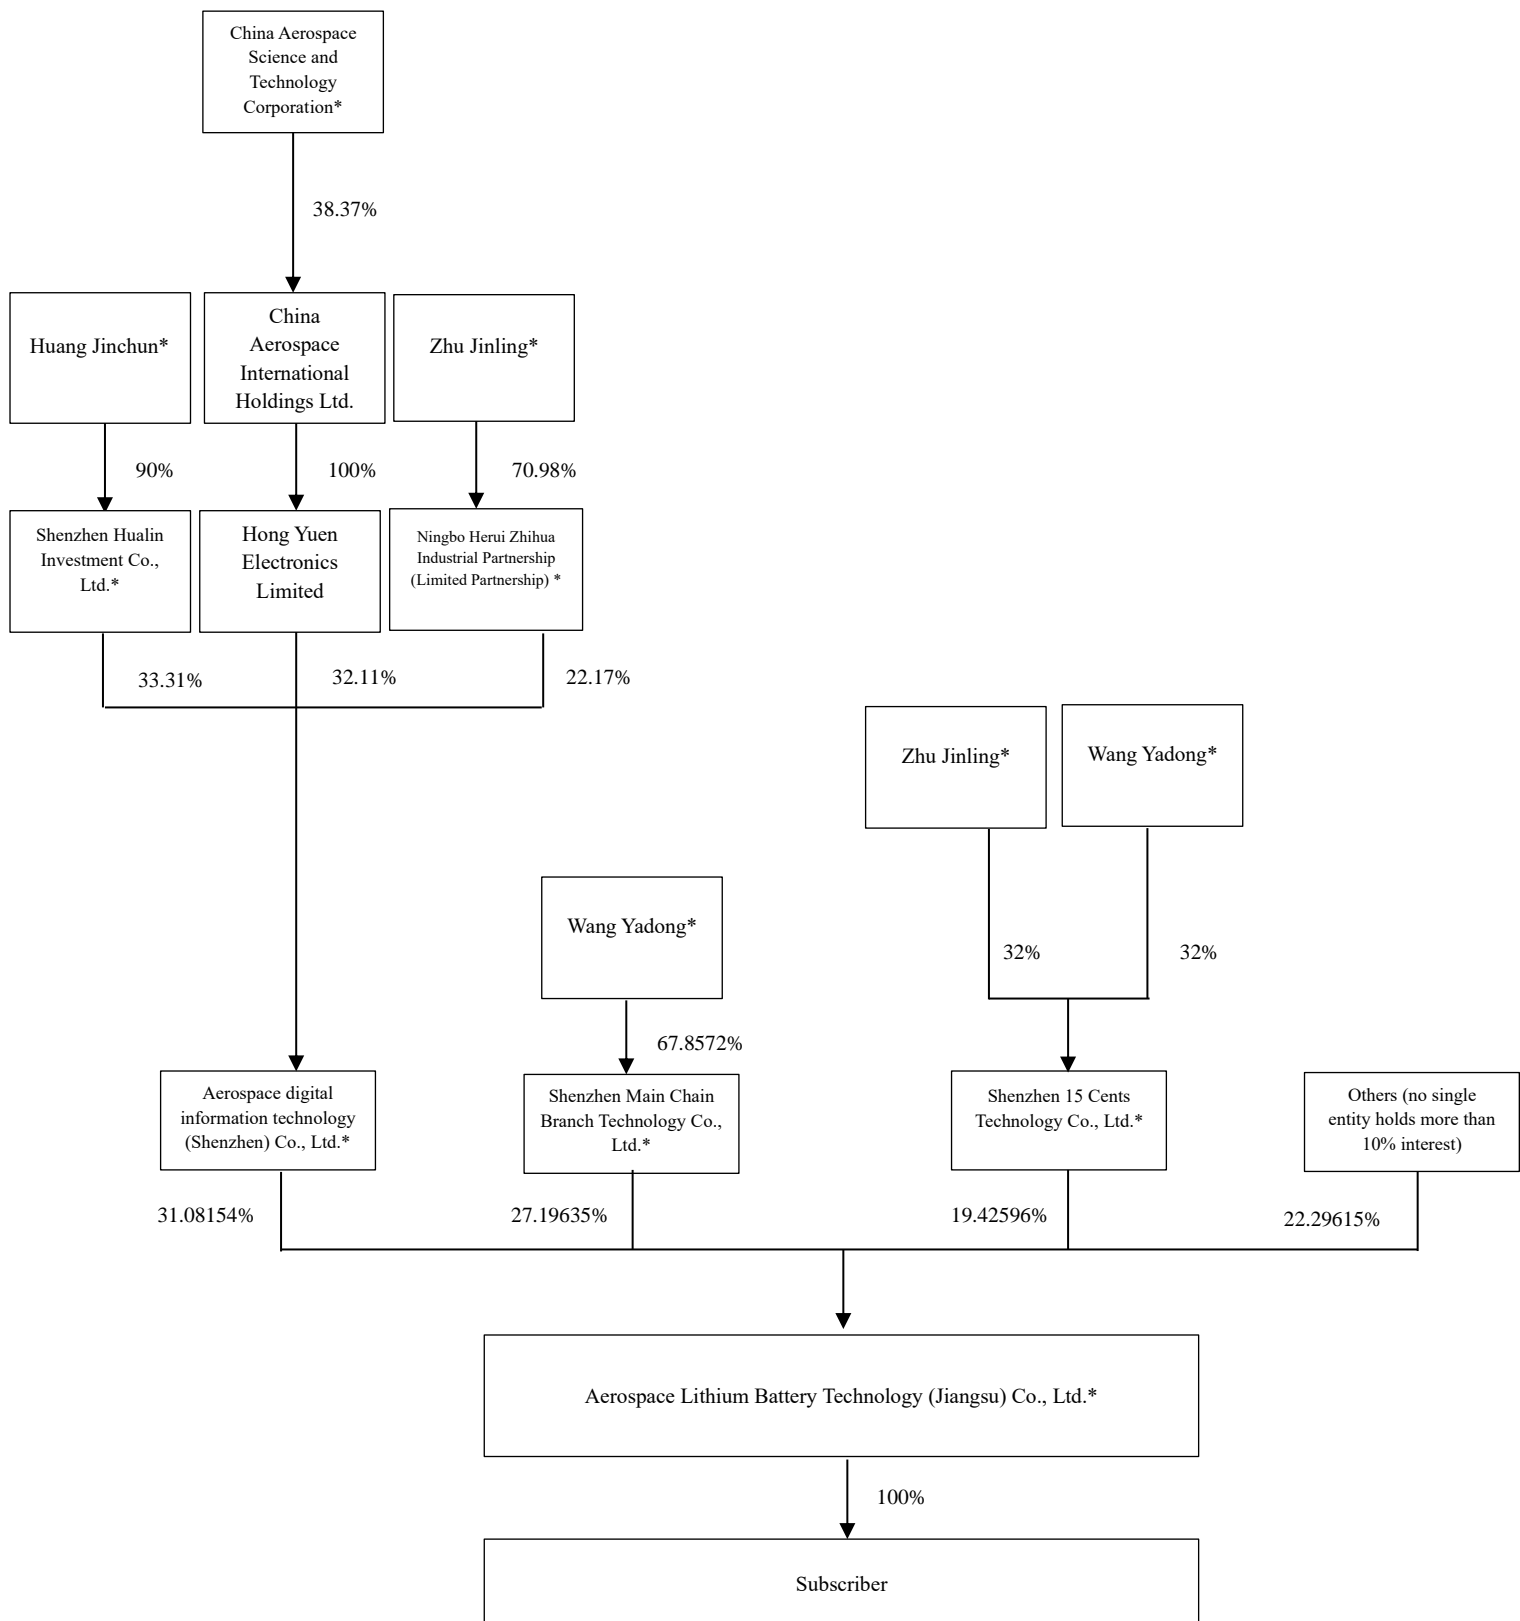 China Aerospace
Science and
Technology
Corporation*
38.37%
Huang Jinchun*
China
Aerospace
International
Holdings Ltd.
Zhu Jinling*
90%
100%
70.98%
Shenzhen Hualin
Investment Co.,
Ltd.*
Hong Yuen
Electronics
Limited
Ningbo Herui Zhihua
Industrial Partnership
(Limited Partnership) *
33.31%
32.11%
22.17%
Zhu Jinling*
Wang Yadong*
Wang Yadong*
32%
32%
67.8572%
Aerospace digital
information technology
(Shenzhen) Co., Ltd.*
Shenzhen Main Chain
Branch Technology Co.,
Ltd.*
Shenzhen 15 Cents
Technology Co., Ltd.*
Others (no single
entity holds more than
10% interest)
31.08154%
27.19635%
19.42596%
22.29615%
Aerospace Lithium Battery Technology (Jiangsu) Co., Ltd.*
100%
Subscriber